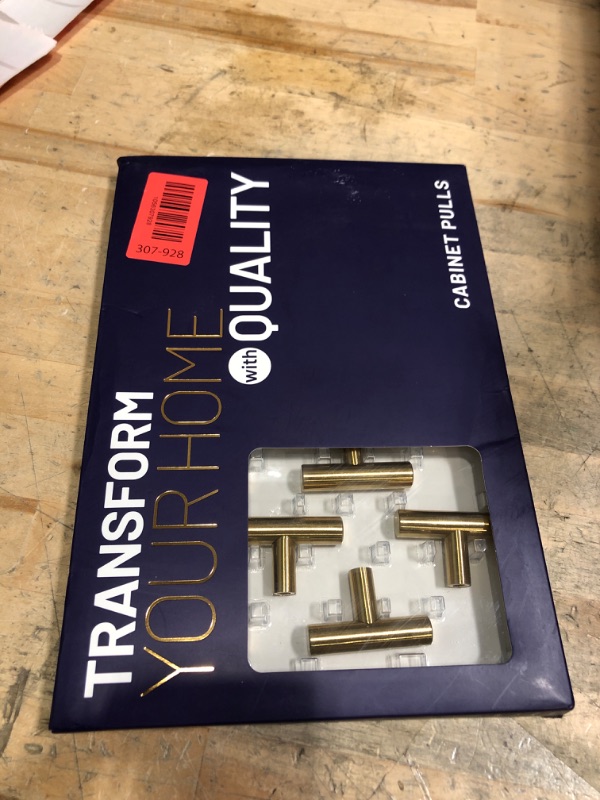 TRANSFORM
YOUR HOME
with QUALITY
CABINET PULLS
307-928